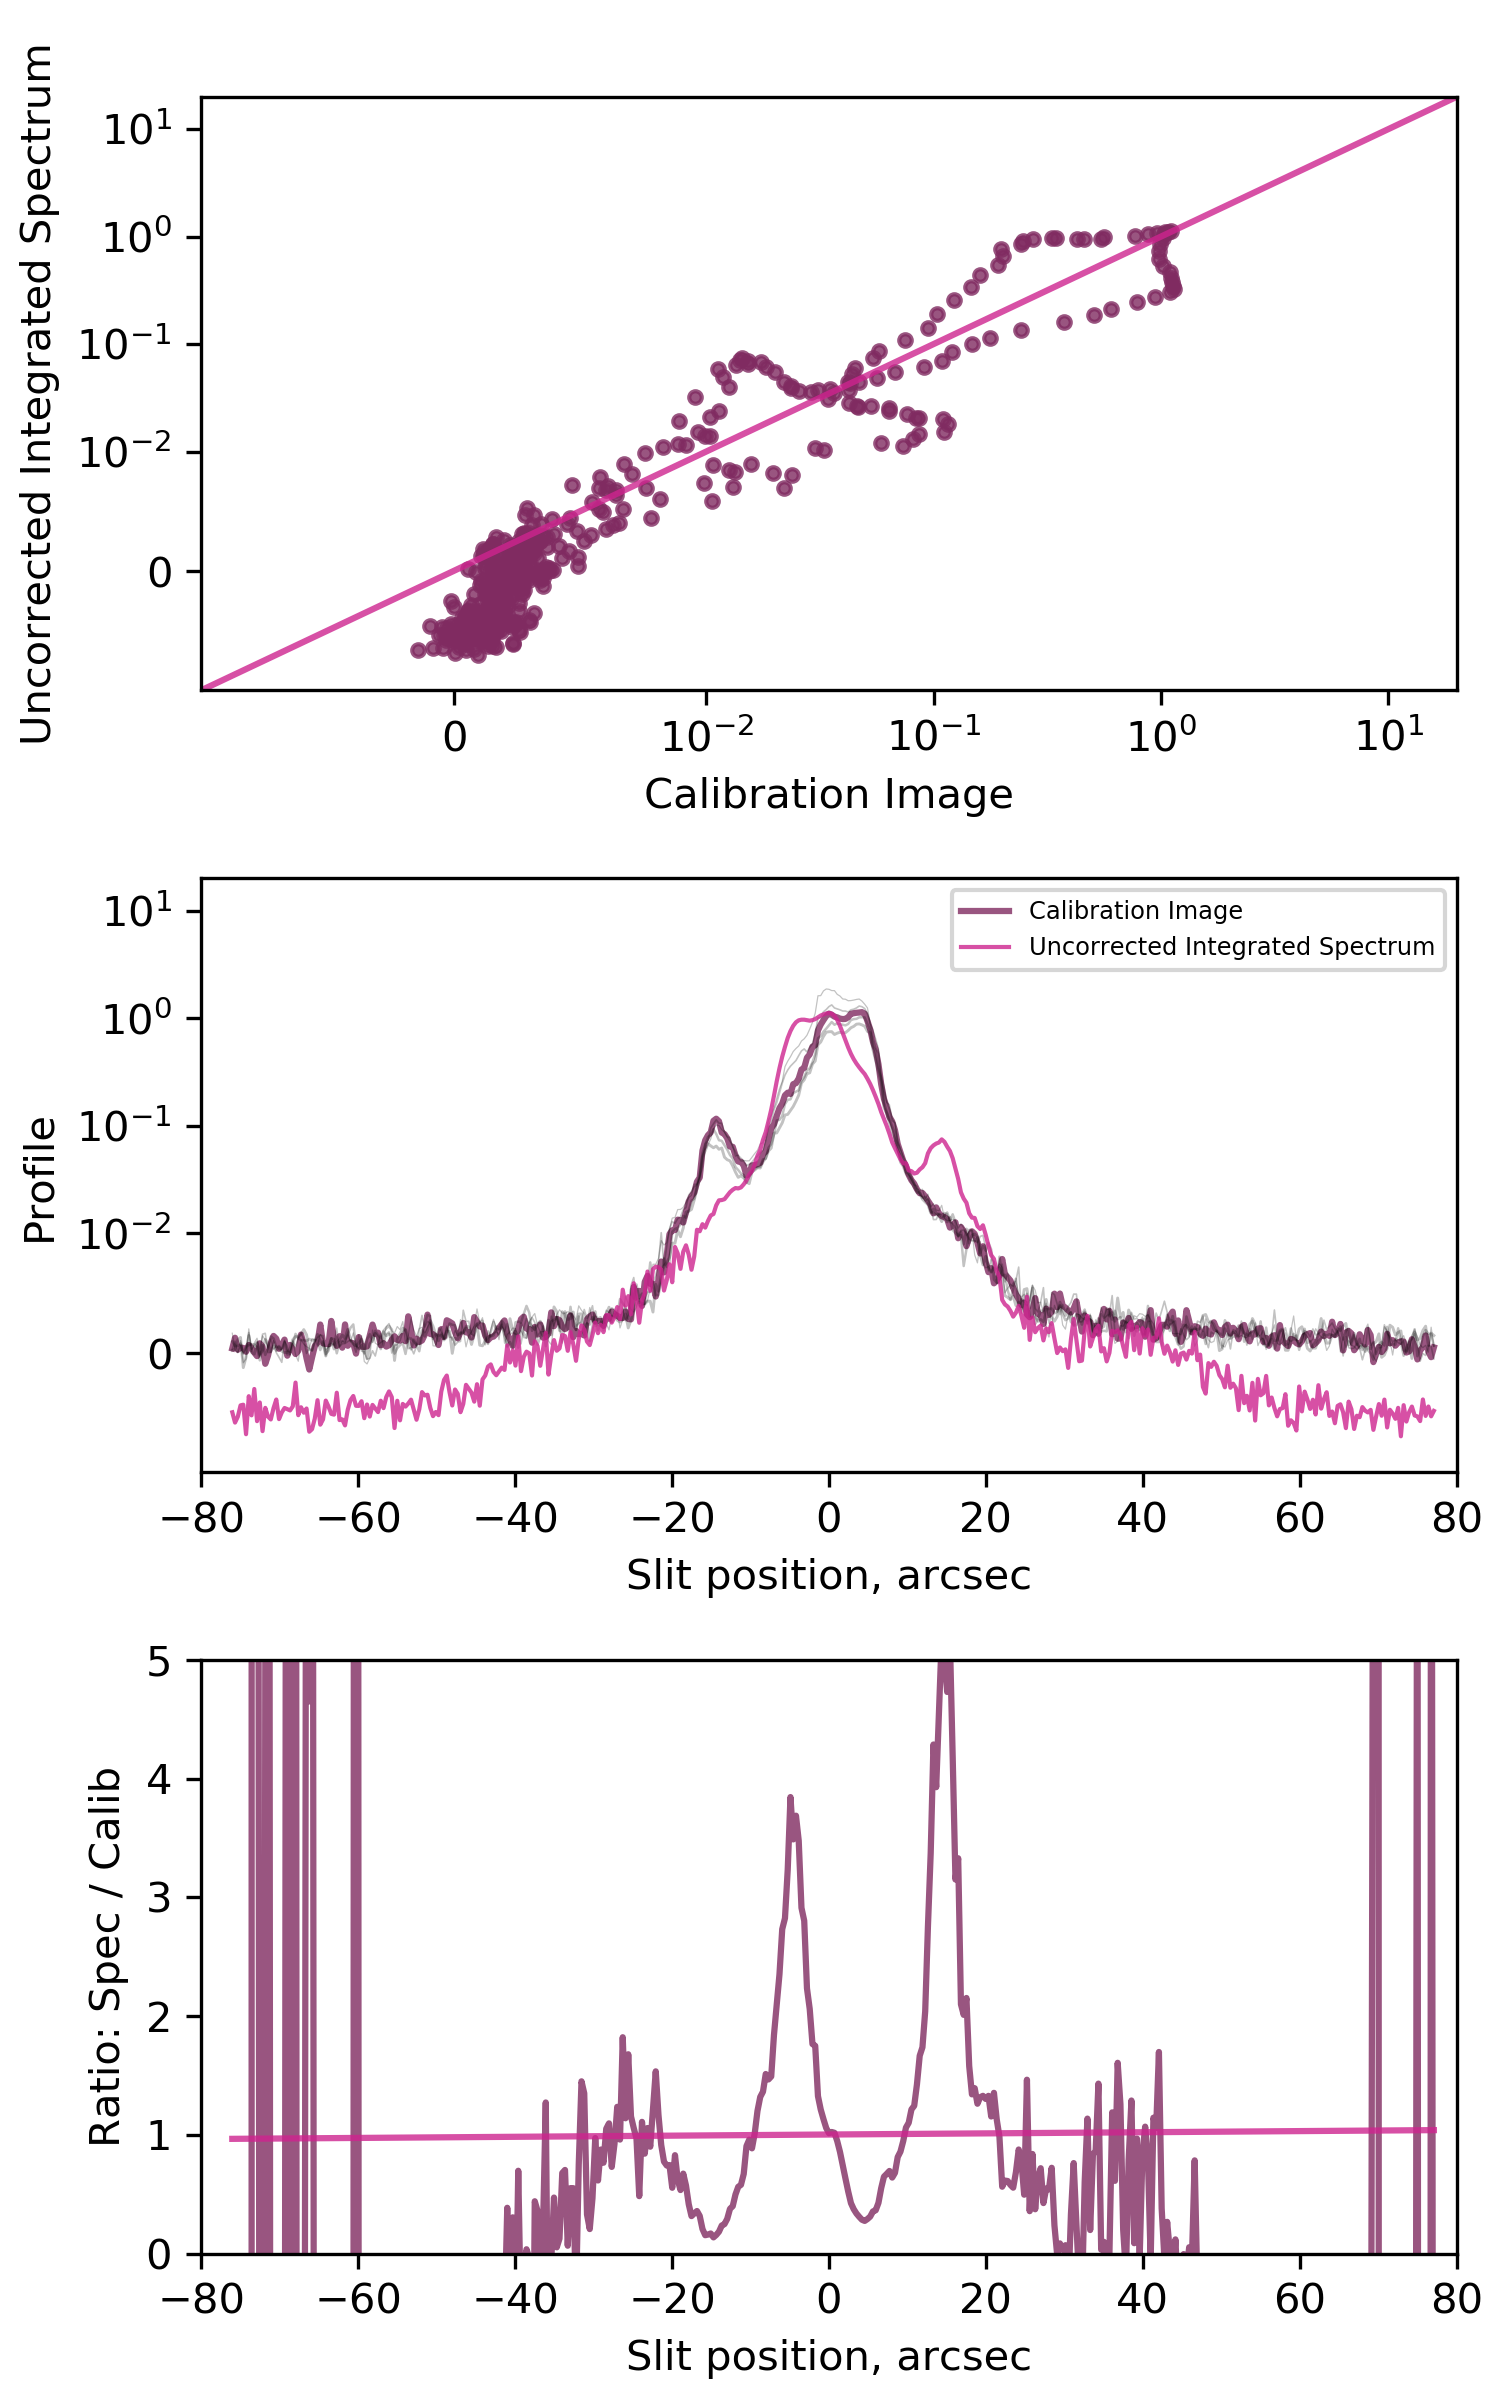 Uncorrected Integrated Spectrum
10¹
10⁰
10⁻¹
10⁻²
0
0 10⁻² 10⁻¹ 10⁰ 10¹
Calibration Image
Profile
10¹
10⁰
10⁻¹
10⁻²
0
Calibration Image
Uncorrected Integrated Spectrum
−80 −60 −40 −20 0 20 40 60 80
Slit position, arcsec
Ratio: Spec / Calib
5
4
3
2
1
0
−80 −60 −40 −20 0 20 40 60 80
Slit position, arcsec